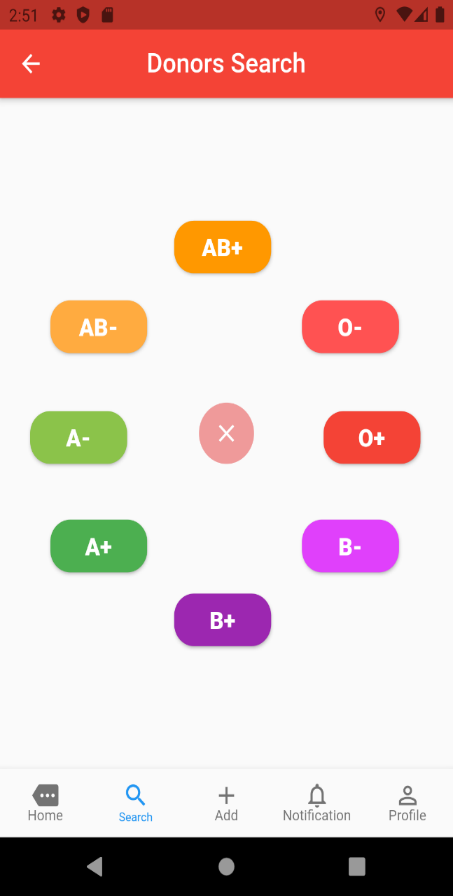 2:51
Donors Search
AB+
AB-
O-
A-
O+
A+
B-
B+
Home
Search
Add
Notification
Profile